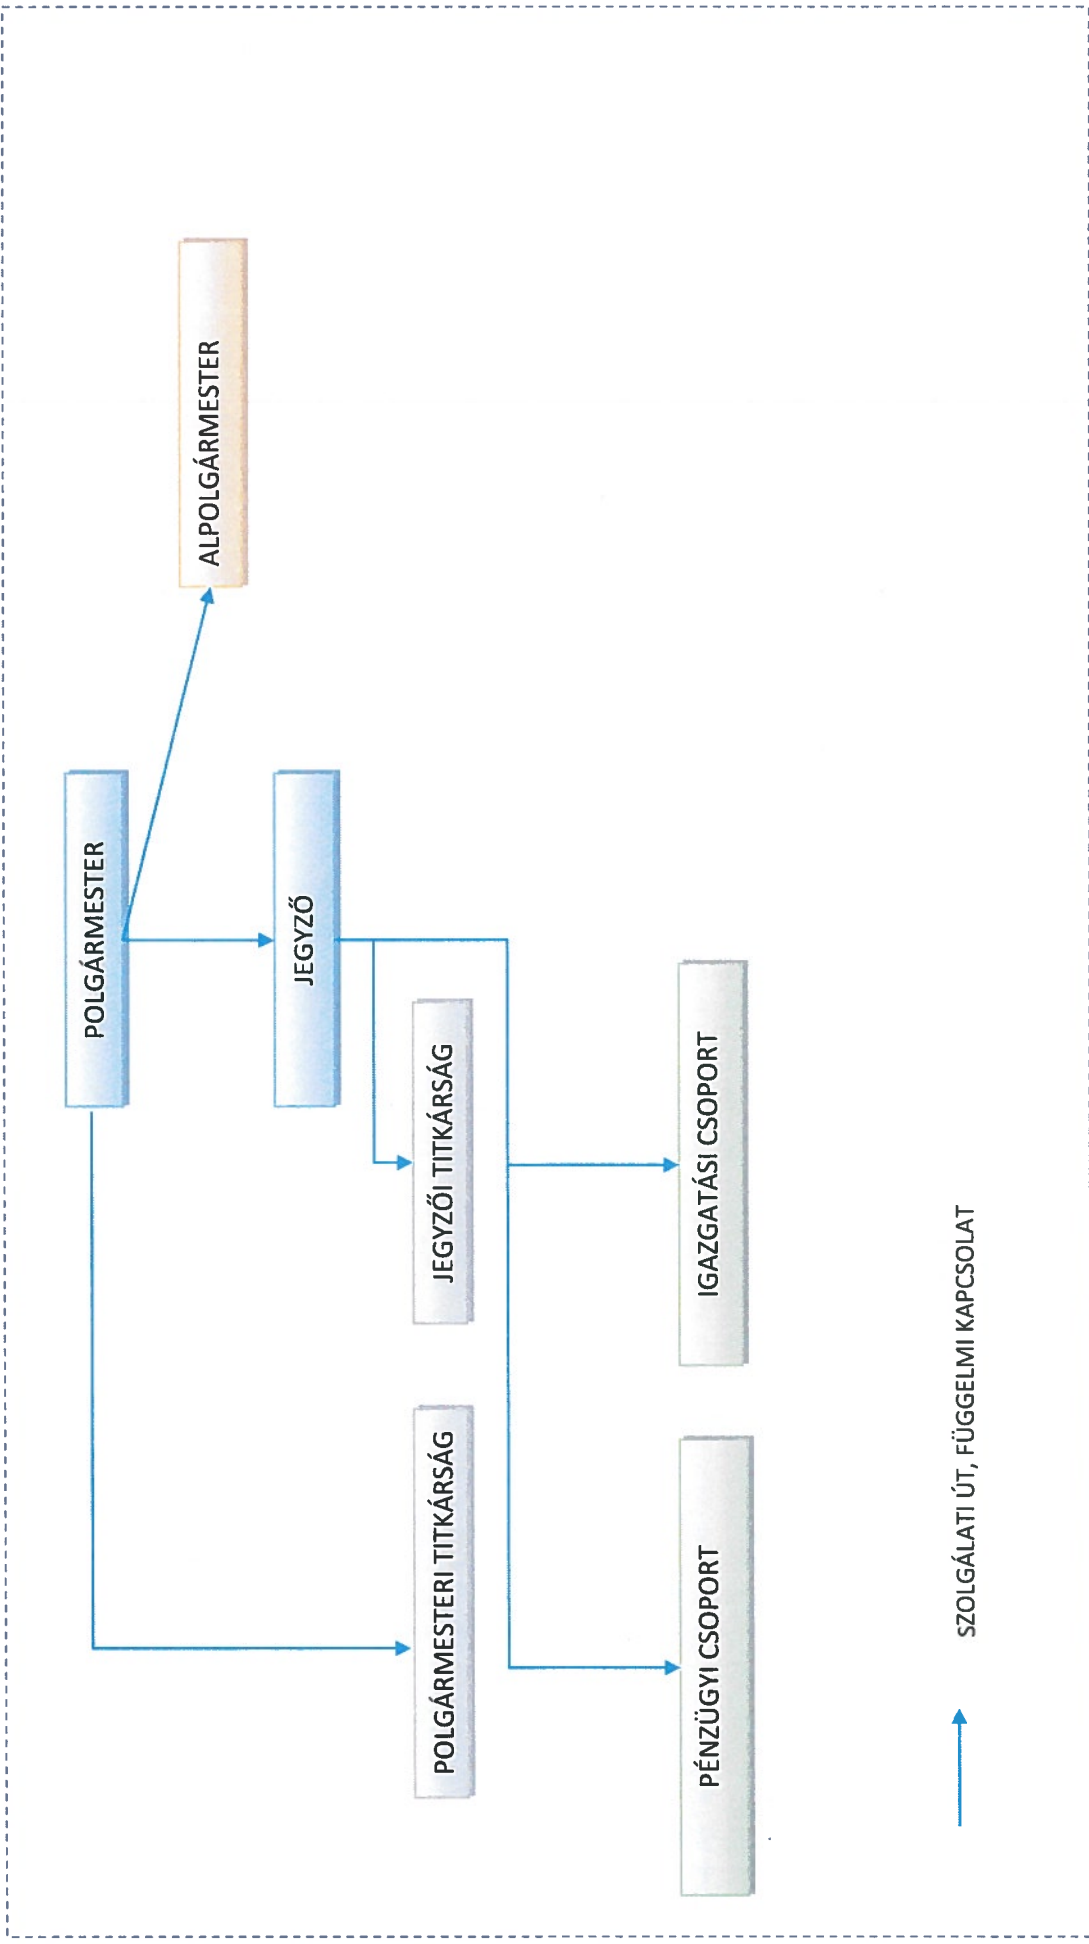 POLGÁRMESTER
ALPOLGÁRMESTER
JEGYZŐ
POLGÁRMESTERI TITKÁRSÁG
JEGYZŐI TITKÁRSÁG
PÉNZÜGYI CSOPORT
IGAZGATÁSI CSOPORT
SZOLGÁLATI ÚT, FÜGGELMI KAPCSOLAT